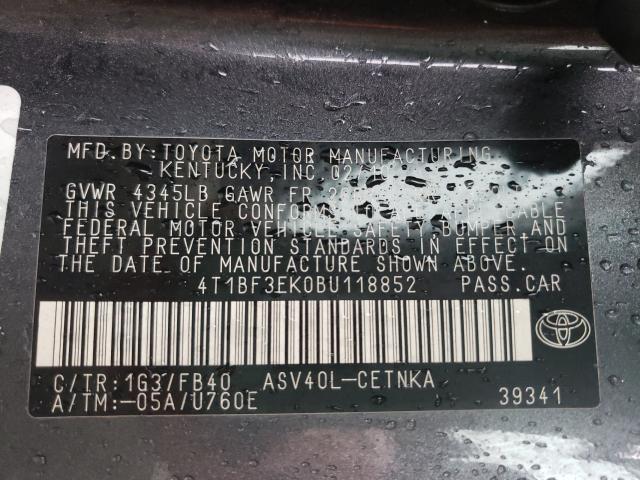 MFD BY: TOYOTA MOTOR MANUFACTURING
KENTUCKY, INC. 02/
GVWR 4345LB GAWR FR
THIS VEHICLE CONFORMS
FEDERAL MOTOR VEHICLE SAFETY BUMPER AND
THEFT PREVENTION STANDARDS IN EFFECT ON
THE DATE OF MANUFACTURE SHOWN ABOVE.
4T1BF3EK0BU118852 PASS.CAR
C/TR:1G3/FB40 ASV40L-CETNKA
A/TM:-05A/U760E 39341